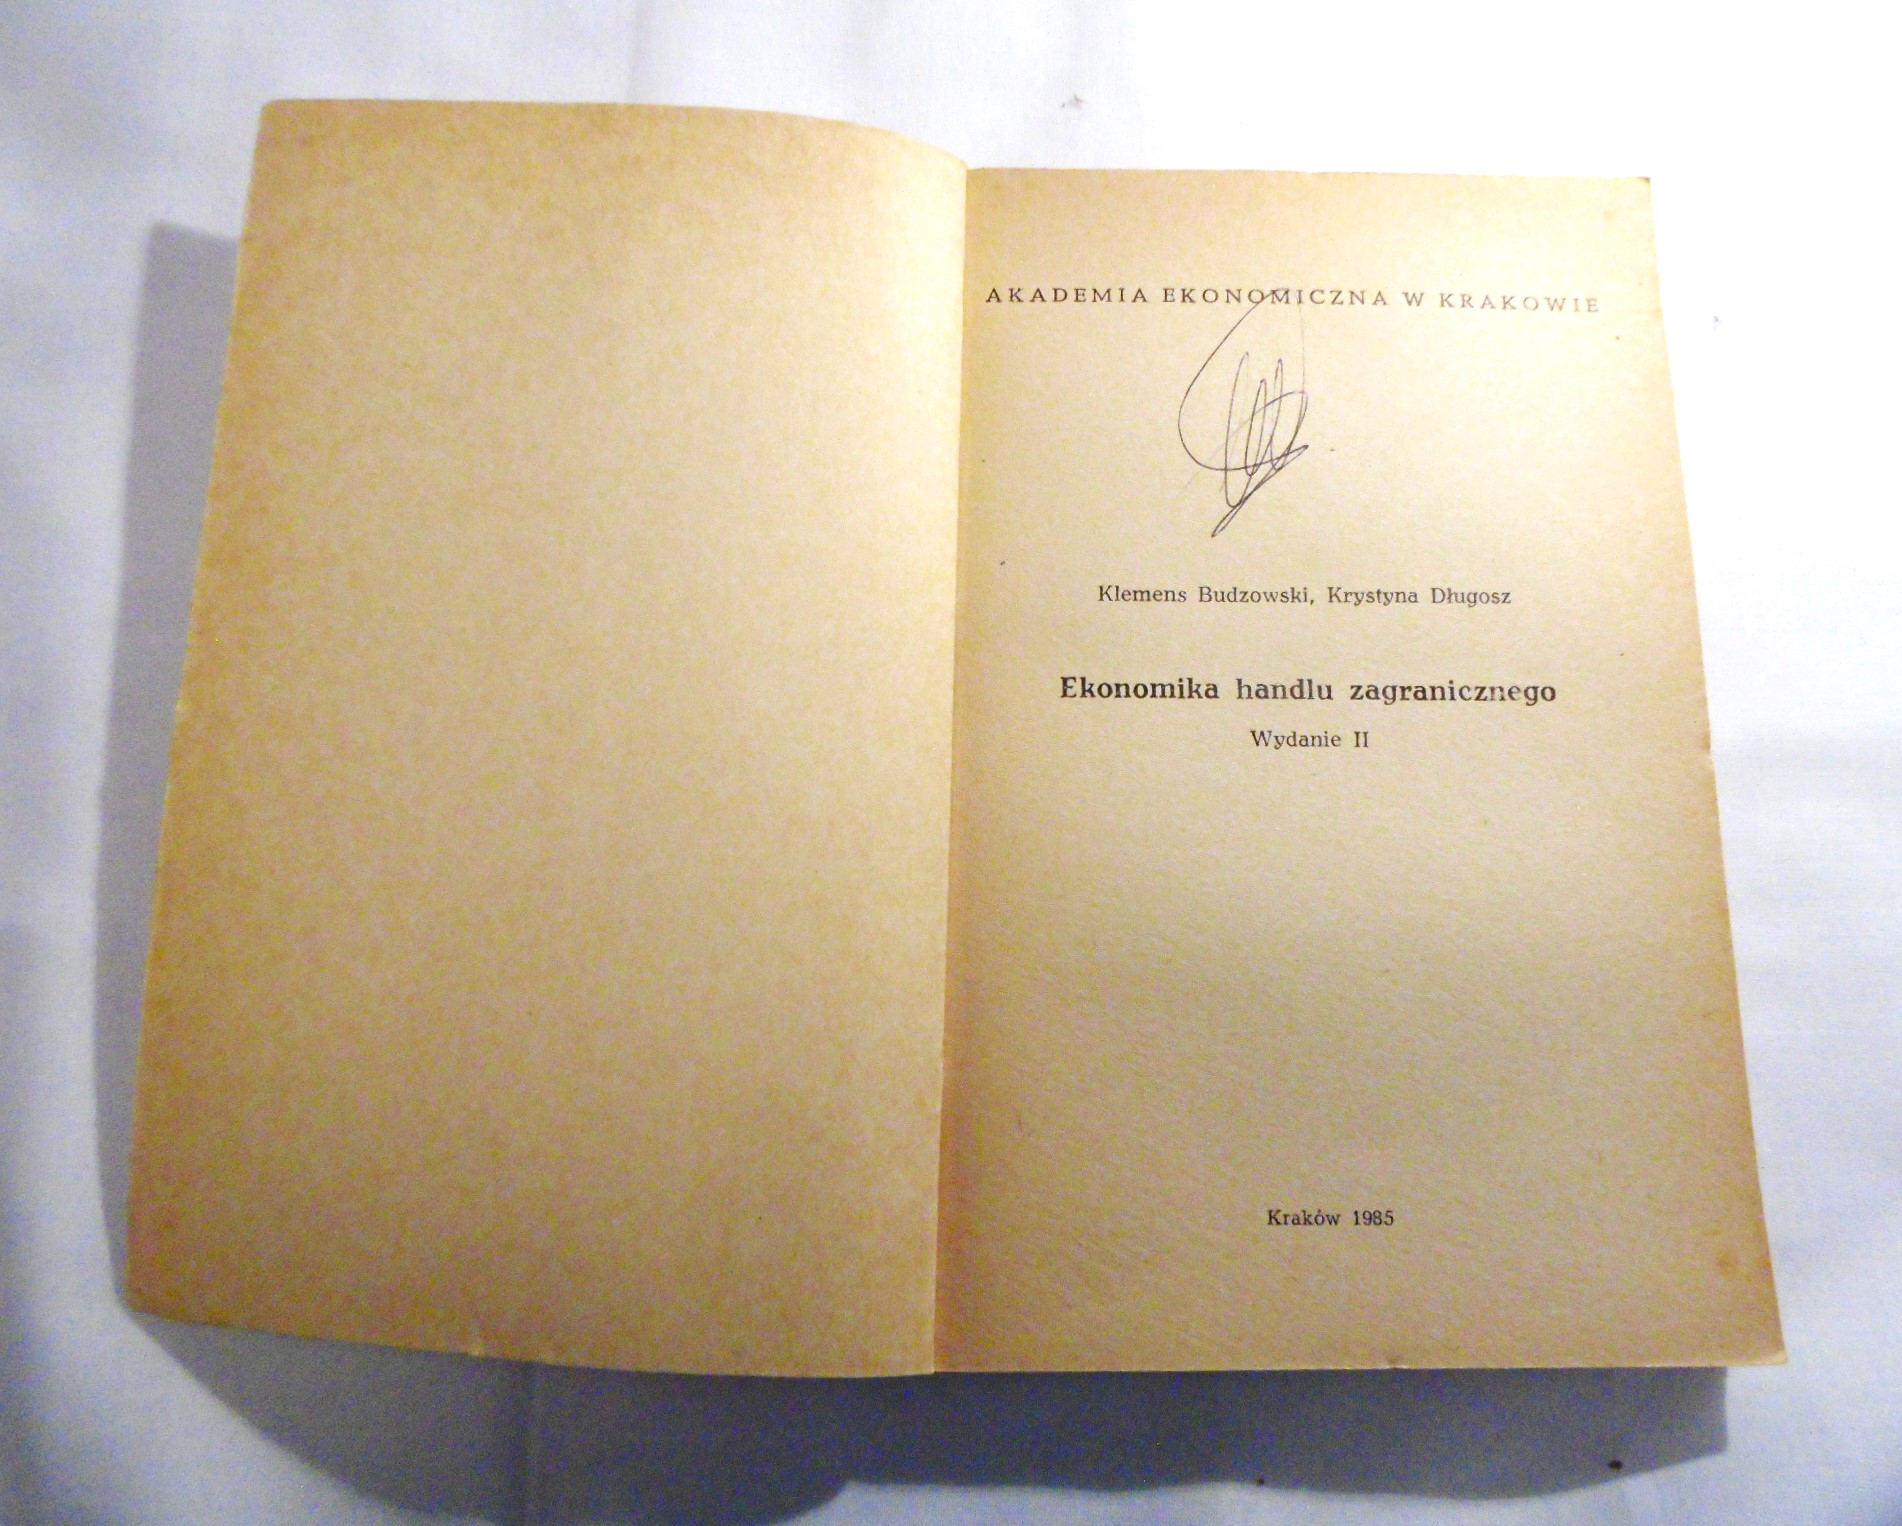 AKADEMIA EKONOMICZNA W KRAKOWIE
Klemens Budzowski, Krystyna Długosz
Ekonomika handlu zagranicznego
Wydanie II
Kraków 1985